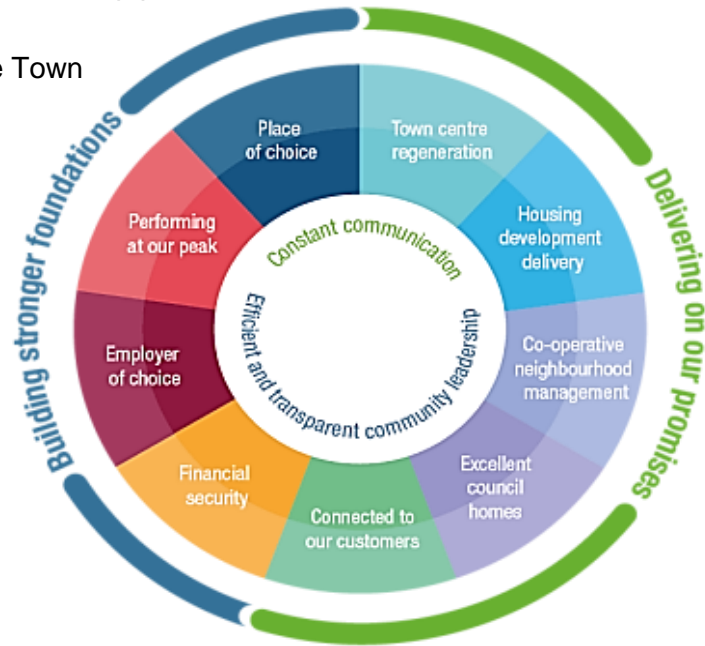 e Town
Building stronger foundations
Delivering on our promises
Place
of choice
Town centre
regeneration
Housing
development
delivery
Co-operative
neighbourhood
management
Excellent
council
homes
Connected to
our customers
Financial
security
Employer
of choice
Performing
at our peak
Constant communication
Efficient and transparent community leadership